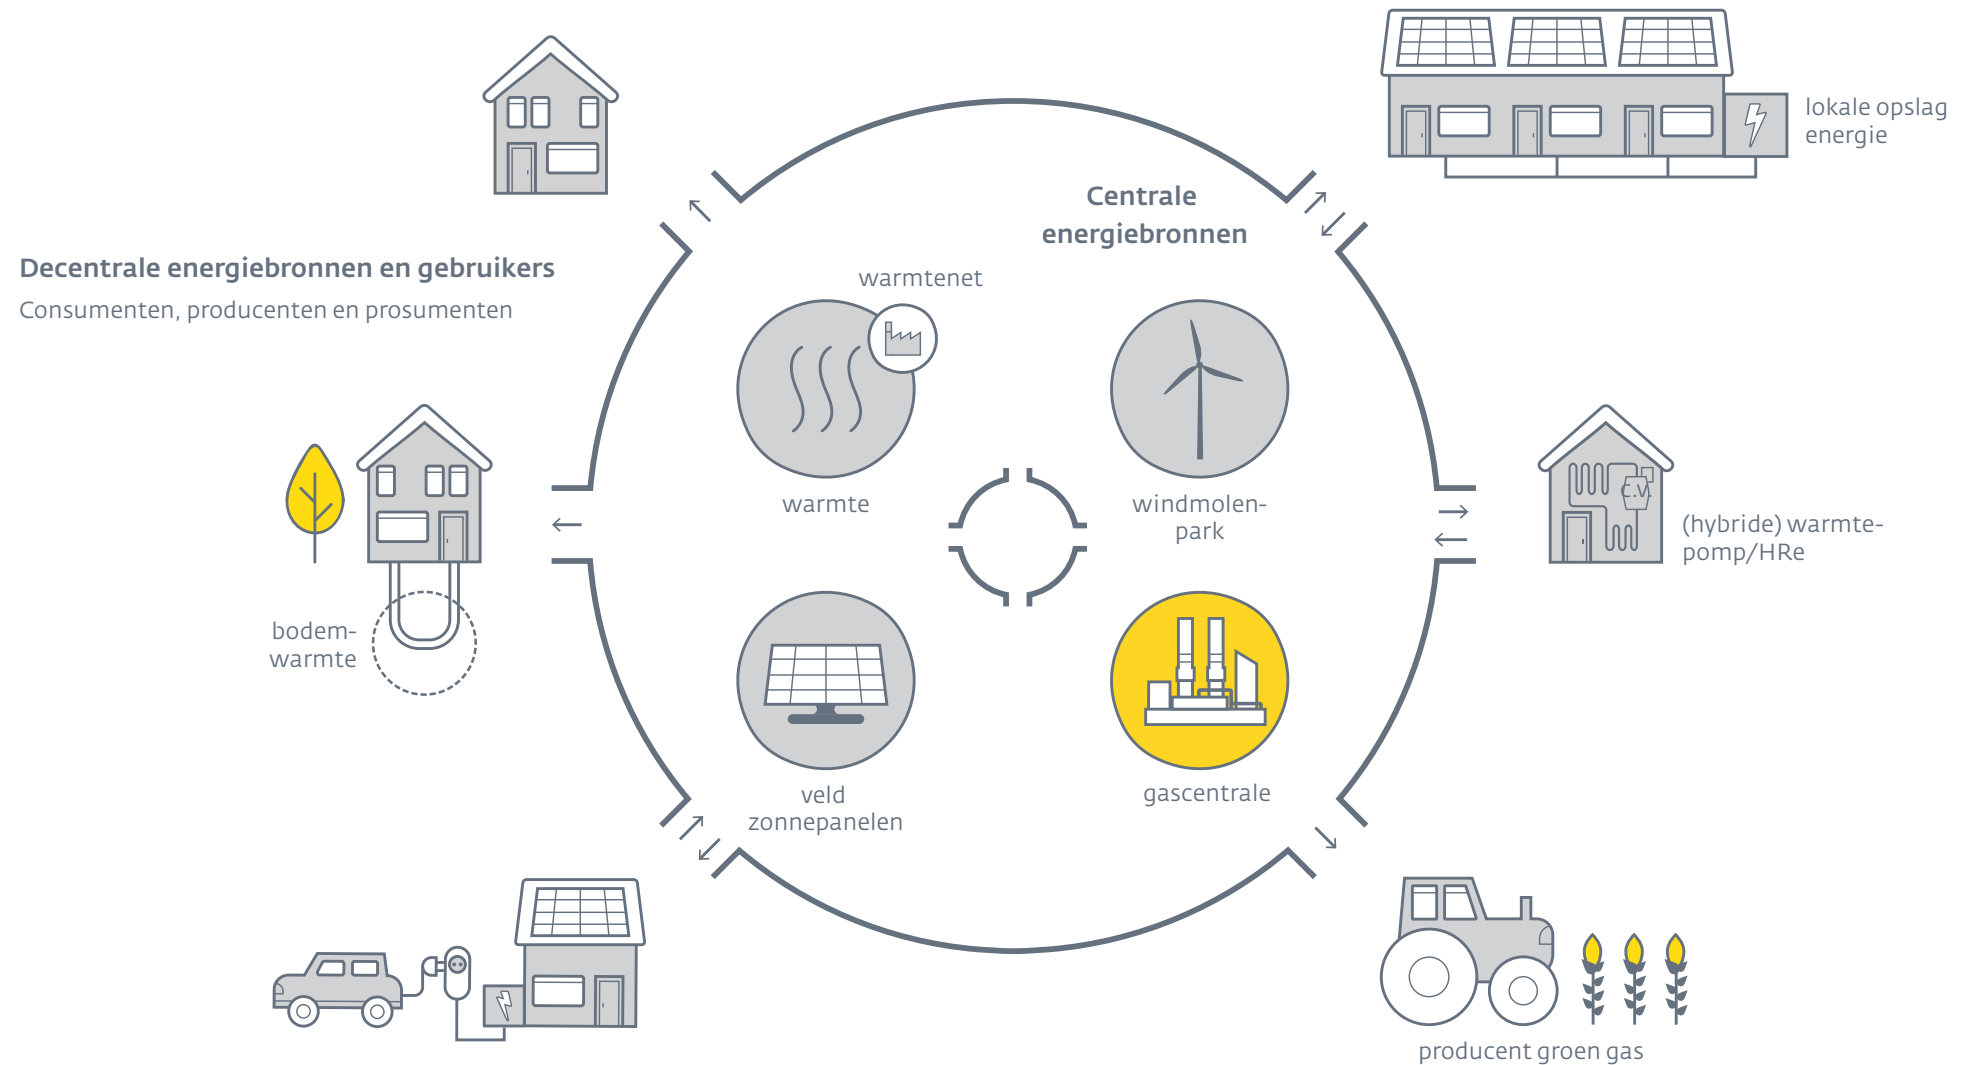 lokale opslag
energie
Centrale
energiebronnen
Decentrale energiebronnen en gebruikers
Consumenten, producenten en prosumenten
warmtenet
warmte
windmolen-
park
C.V.
(hybride) warmte-
pomp/HRe
bodem-
warmte
veld
zonnepanelen
gascentrale
producent groen gas